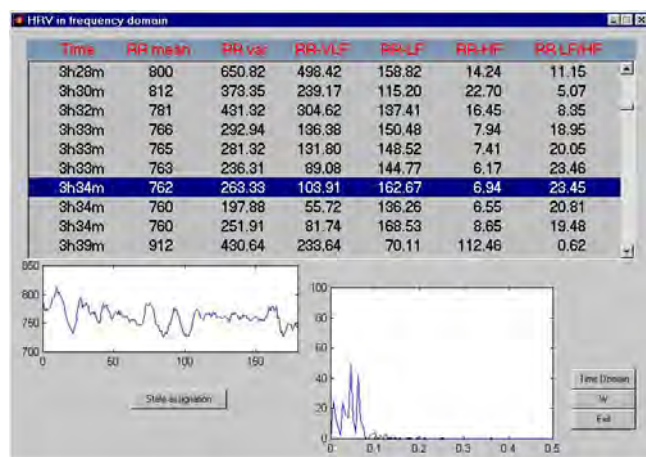 HRV in frequency domain
Time RR mean RR var RR-VLF RR-LF RR-HF RR LF/HF
3h28m 800 650.82 498.42 158.82 14.24 11.15
3h30m 812 373.35 239.17 115.20 22.70 5.07
3h32m 781 431.32 304.62 137.41 16.45 8.35
3h33m 766 292.94 136.38 150.48 7.94 18.95
3h33m 765 281.32 131.80 148.52 7.41 20.05
3h33m 763 236.31 89.08 144.77 6.17 23.46
3h34m 762 263.33 103.91 162.67 6.94 23.45
3h34m 760 197.88 55.72 136.26 6.55 20.81
3h34m 760 251.91 81.74 168.53 8.65 19.48
3h39m 912 430.64 233.64 70.11 112.46 0.62
850
800
750
700
0 50 100 150
State assignation
100
80
60
40
20
0
0 0.1 0.2 0.3 0.4 0.5
Time Domain
Exit